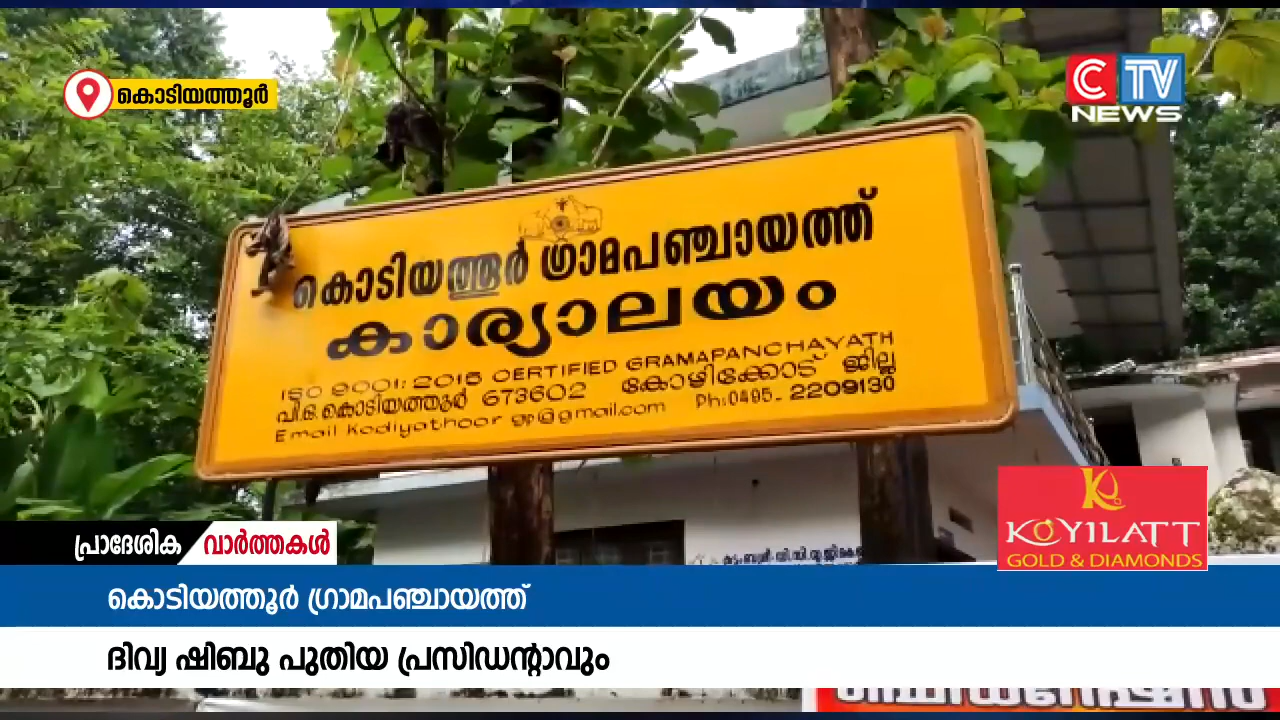 കൊടിയത്തൂർ
CTV
NEWS
കൊടിയത്തൂർ ഗ്രാമപഞ്ചായത്ത്
കാര്യാലയം
ISO 9001:2015 CERTIFIED GRAMAPANCHAYATH
പി.ഒ.കൊടിയത്തൂർ 673602 കോഴിക്കോട് ജില്ല
Email Kodiyathoor gp@gmail.com Ph:0495-2209130
KOYILATT
GOLD & DIAMONDS
പ്രാദേശിക വാർത്തകൾ
കൊടിയത്തൂർ ഗ്രാമപഞ്ചായത്ത്
ദിവ്യ ഷിബു പുതിയ പ്രസിഡന്റാവും